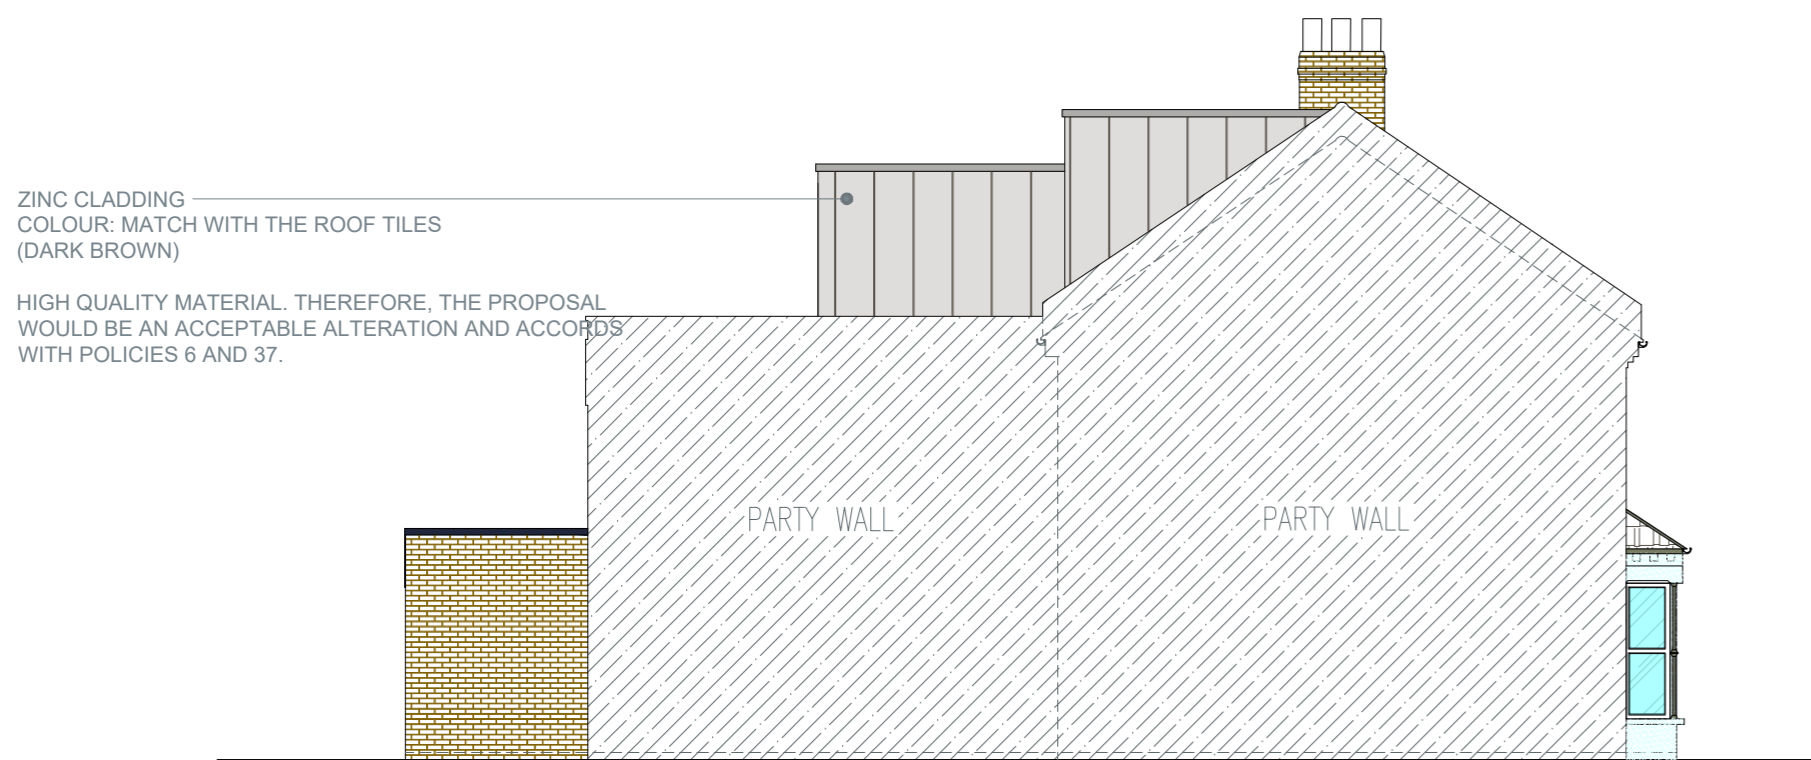 ZINC CLADDING
COLOUR: MATCH WITH THE ROOF TILES
(DARK BROWN)
HIGH QUALITY MATERIAL. THEREFORE, THE PROPOSAL
WOULD BE AN ACCEPTABLE ALTERATION AND ACCORDS
WITH POLICIES 6 AND 37.
PARTY WALL
PARTY WALL